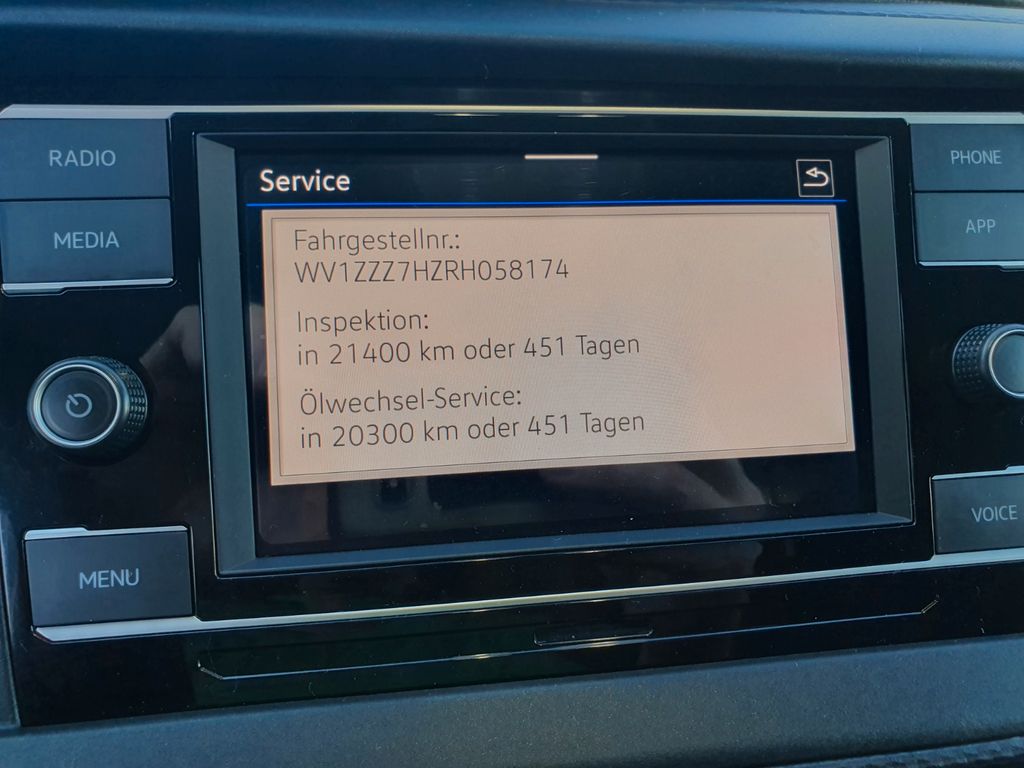 RADIO
MEDIA
MENU
Service
Fahrgestellnr.:
WV1ZZZ7HZRH058174
Inspektion:
in 21400 km oder 451 Tagen
Ölwechsel-Service:
in 20300 km oder 451 Tagen
PHONE
APP
VOICE